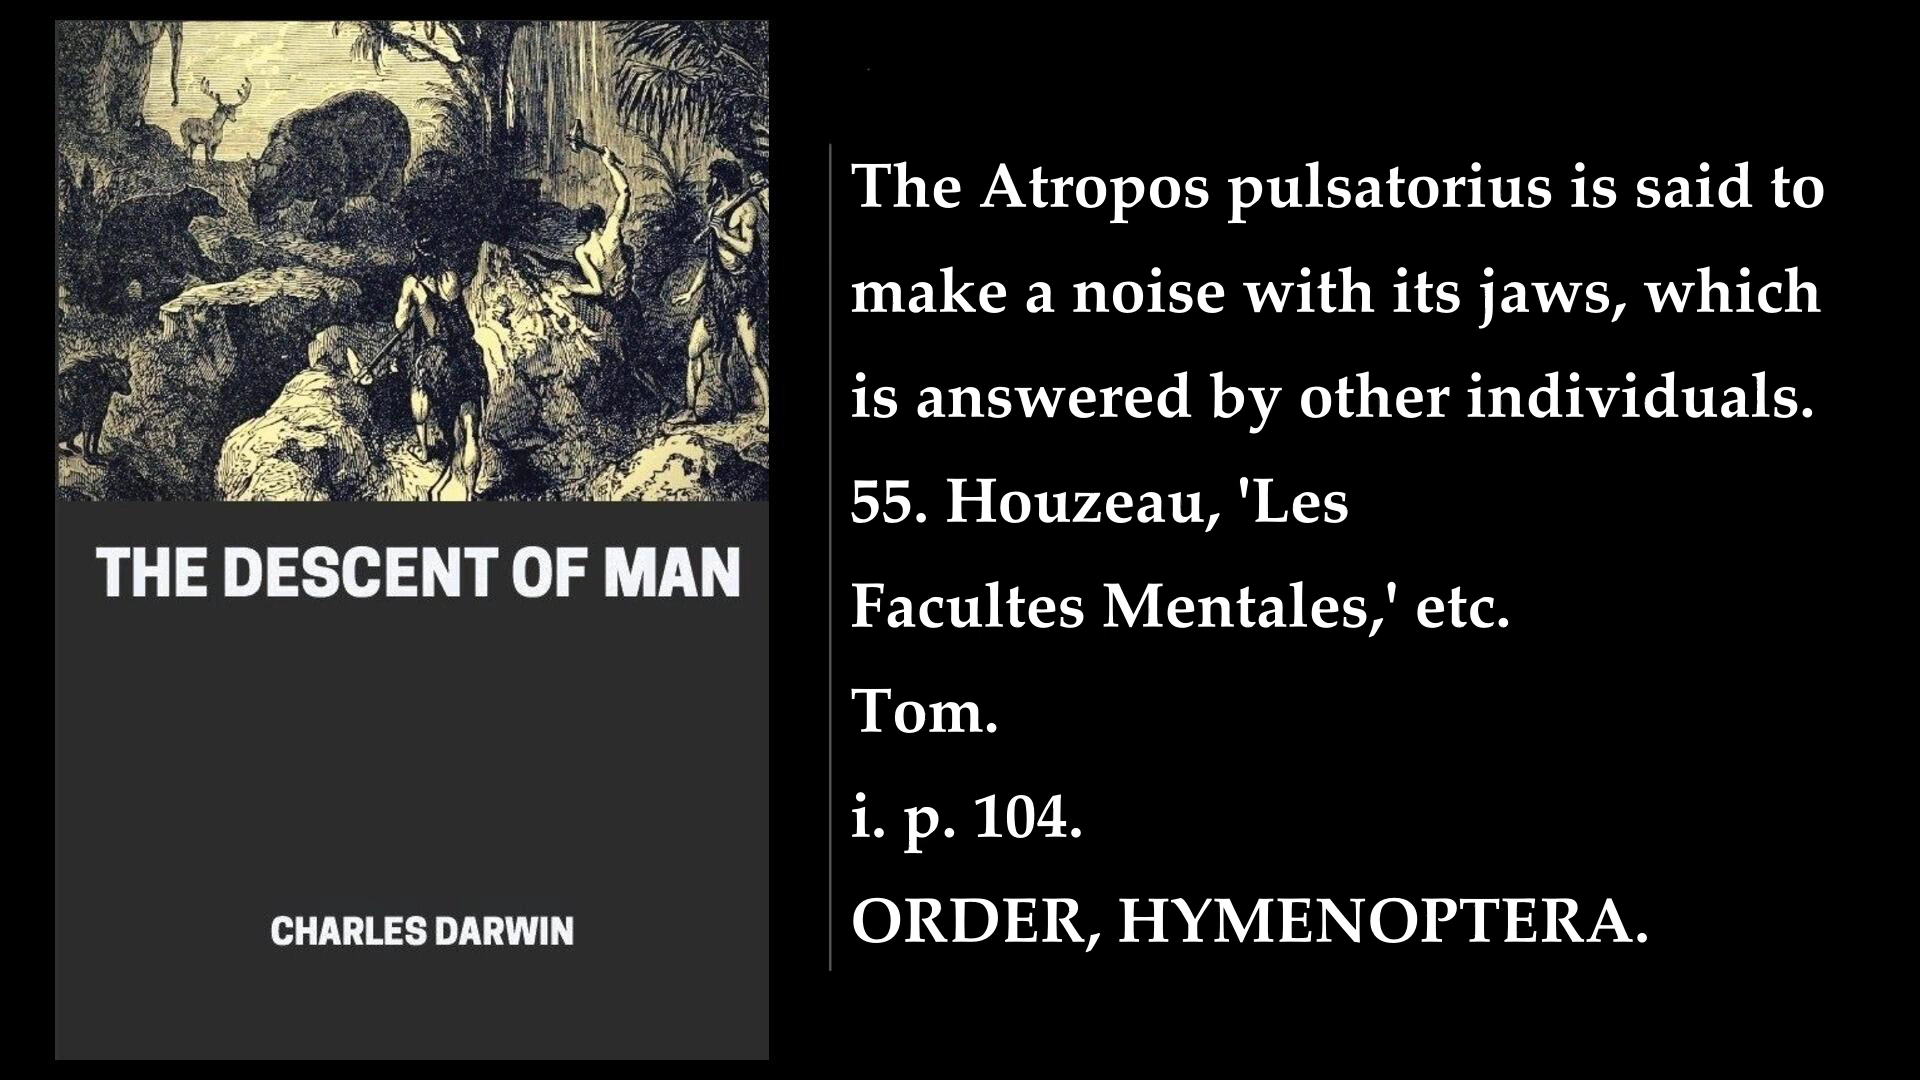 THE DESCENT OF MAN
CHARLES DARWIN
The Atropos pulsatorius is said to
make a noise with its jaws, which
is answered by other individuals.
55. Houzeau, 'Les
Facultes Mentales,' etc.
Tom.
i. p. 104.
ORDER, HYMENOPTERA.